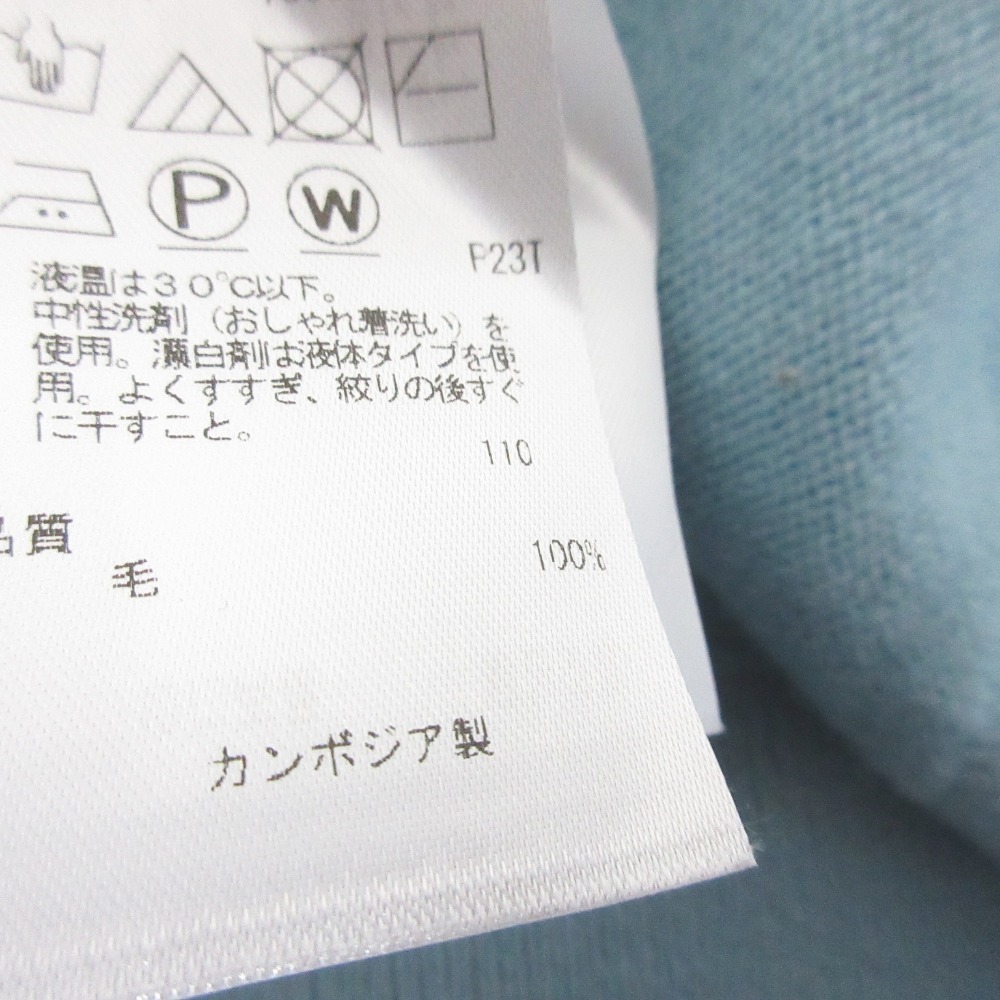 P
W
P23T
液温は30℃以下。
中性洗剤（おしゃれ着洗い）を
使用。漂白剤は液体タイプを使
用。よくすすぎ、絞りの後すぐ
に干すこと。
110
品質
毛 100%
カンボジア製